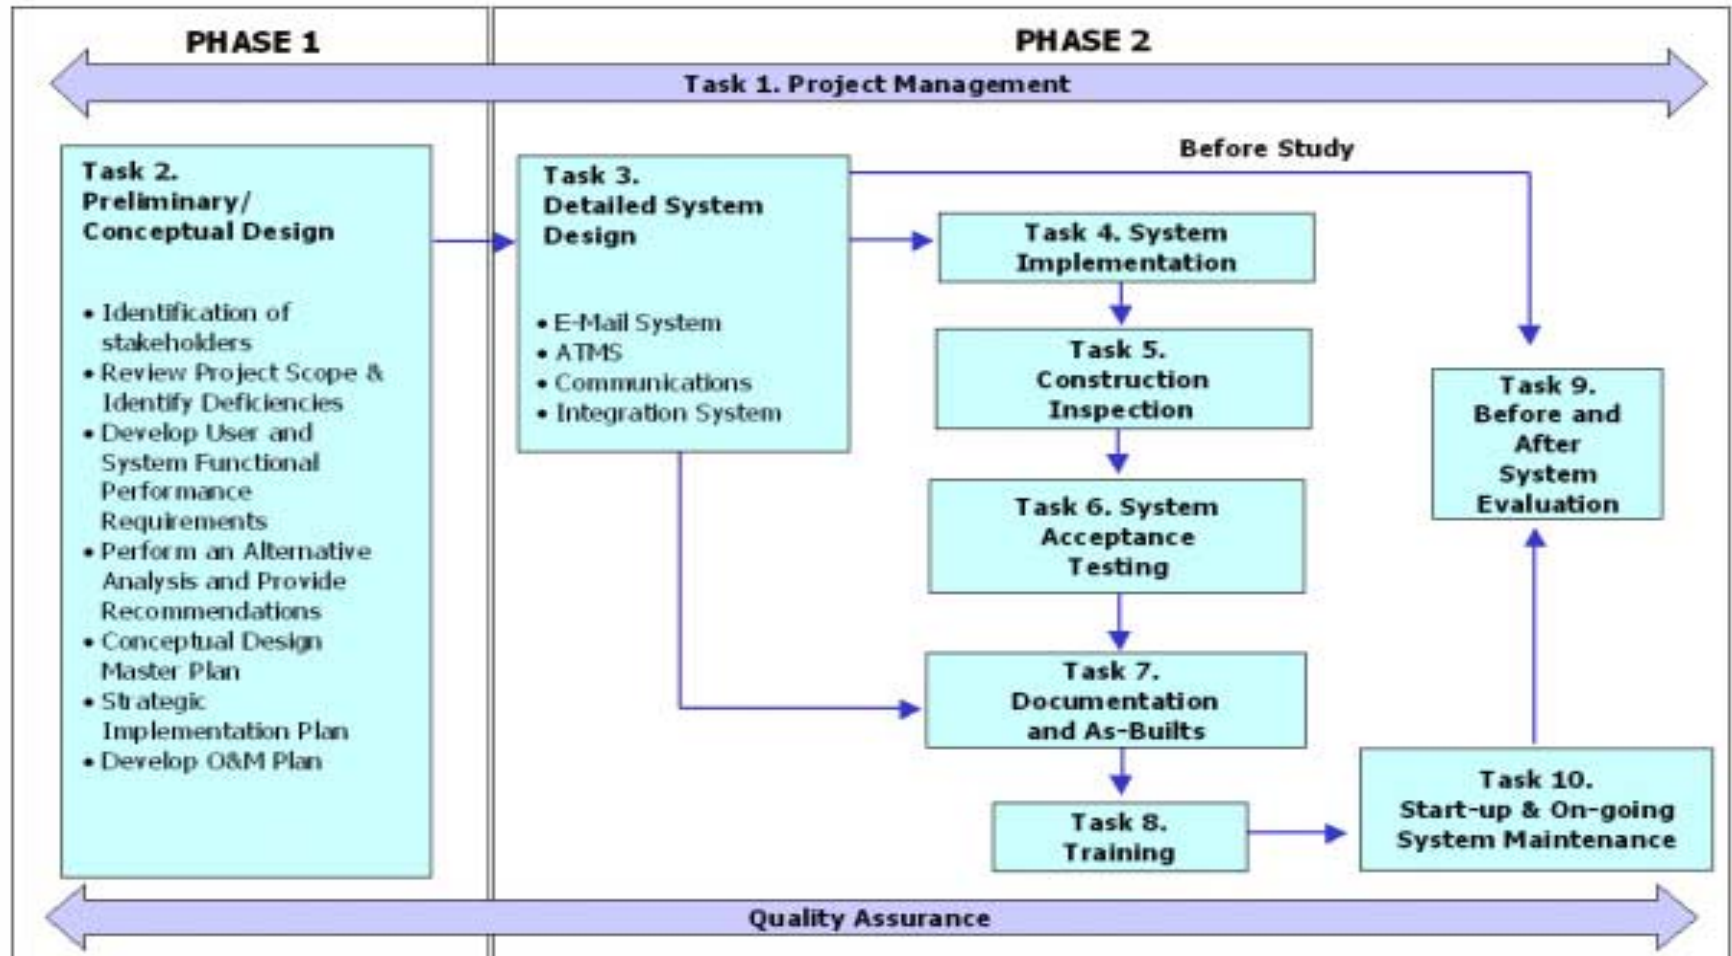 PHASE 1
PHASE 2
Task 1. Project Management
Task 2.
Preliminary/
Conceptual Design
• Identification of
stakeholders
• Review Project Scope &
Identify Deficiencies
• Develop User and
System Functional
Performance
Requirements
• Perform an Alternative
Analysis and Provide
Recommendations
• Conceptual Design
Master Plan
• Strategic
Implementation Plan
• Develop O&M Plan
Task 3.
Detailed System
Design
• E-Mail System
• ATMS
• Communications
• Integration System
Before Study
Task 4. System
Implementation
Task 5.
Construction
Inspection
Task 6. System
Acceptance
Testing
Task 7.
Documentation
and As-Builts
Task 8.
Training
Task 9.
Before and
After
System
Evaluation
Task 10.
Start-up & On-going
System Maintenance
Quality Assurance